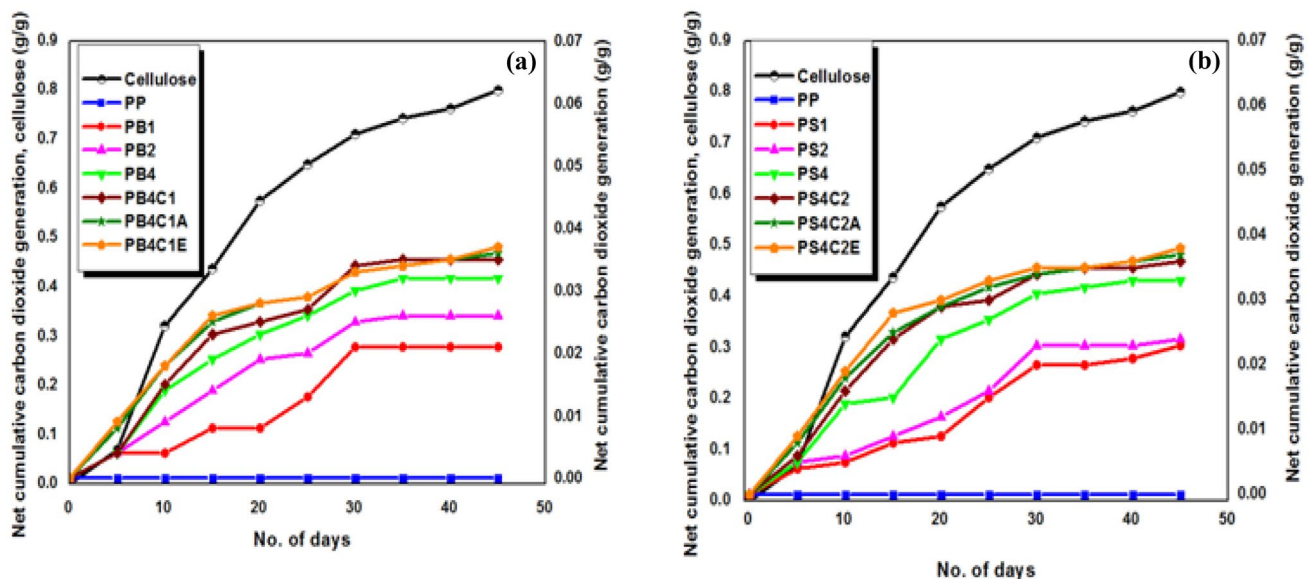 Net cumulative carbon dioxide generation, cellulose (g/g)
0.9
0.8
0.7
0.6
0.5
0.4
0.3
0.2
0.1
0.0
Cellulose
PP
PB1
PB2
PB4
PB4C1
PB4C1A
PB4C1E
(a)
0.07
0.06
0.05
0.04
0.03
0.02
0.01
0.00
Net cumulative carbon dioxide generation (g/g)
0 10 20 30 40 50
No. of days
Net cumulative carbon dioxide generation, cellulose (g/g)
0.9
0.8
0.7
0.6
0.5
0.4
0.3
0.2
0.1
0.0
Cellulose
PP
PS1
PS2
PS4
PS4C2
PS4C2A
PS4C2E
(b)
0.07
0.06
0.05
0.04
0.03
0.02
0.01
0.00
Net cumulative carbon dioxide generation (g/g)
0 10 20 30 40 50
No. of days